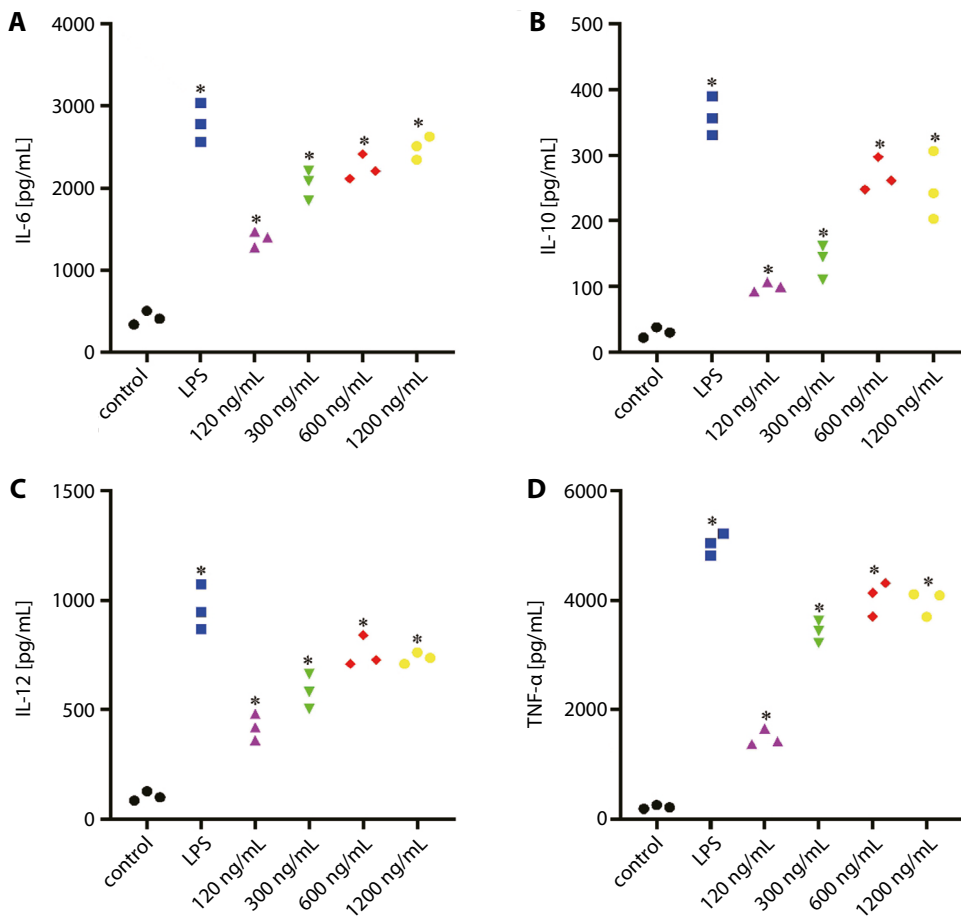 A
IL-6 [pg/mL]
4000
3000
2000
1000
0
* * * * *
control
LPS
120 ng/mL
300 ng/mL
600 ng/mL
1200 ng/mL
B
IL-10 [pg/mL]
500
400
300
200
100
0
* * * * *
control
LPS
120 ng/mL
300 ng/mL
600 ng/mL
1200 ng/mL
C
IL-12 [pg/mL]
1500
1000
500
0
* * * * *
control
LPS
120 ng/mL
300 ng/mL
600 ng/mL
1200 ng/mL
D
TNF-α [pg/mL]
6000
4000
2000
0
* * * * *
control
LPS
120 ng/mL
300 ng/mL
600 ng/mL
1200 ng/mL